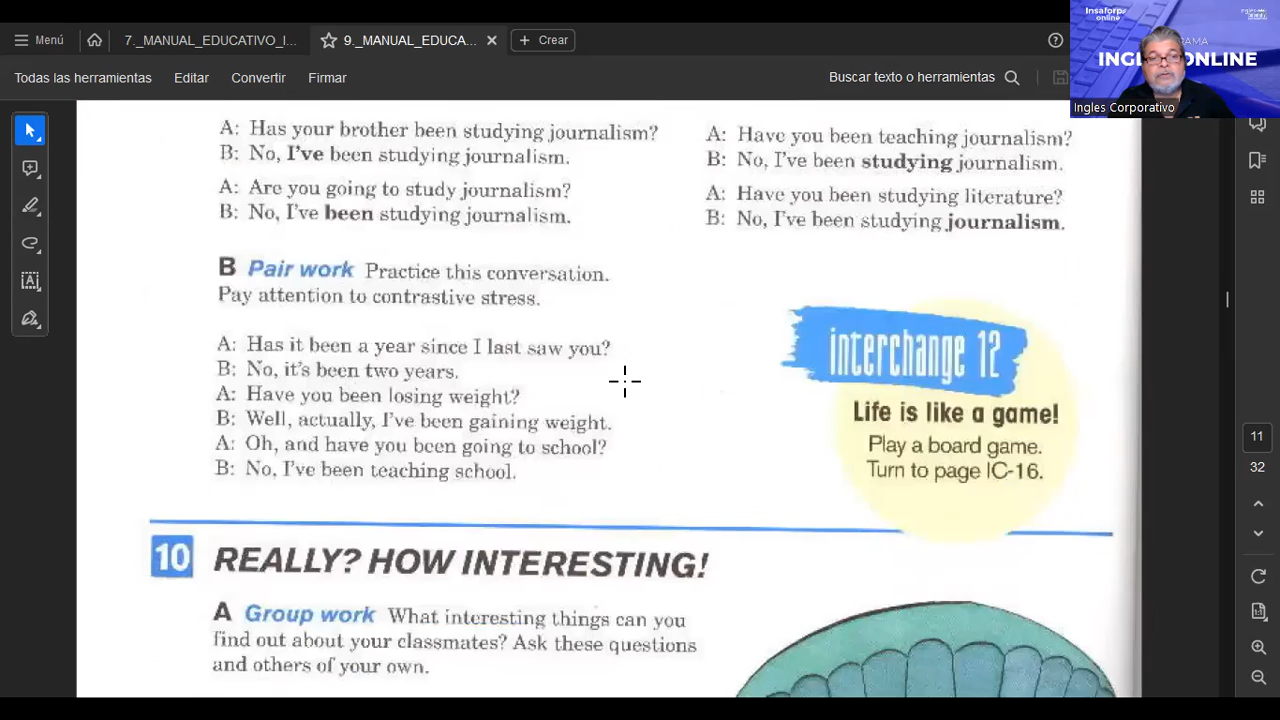 Menú
7._MANUAL_EDUCATIVO_I...
9._MANUAL_EDUCA...
Crear
Insaforp
online
INGL ONLINE
Ingles Corporativo
Todas las herramientas
Editar
Convertir
Firmar
Buscar texto o herramientas
A: Has your brother been studying journalism?
B: No, I've been studying journalism.
A: Are you going to study journalism?
B: No, I've been studying journalism.
A: Have you been teaching journalism?
B: No, I've been studying journalism.
A: Have you been studying literature?
B: No, I've been studying journalism.
B Pair work Practice this conversation.
Pay attention to contrastive stress.
A: Has it been a year since I last saw you?
B: No, it's been two years.
A: Have you been losing weight?
B: Well, actually, I've been gaining weight.
A: Oh, and have you been going to school?
B: No, I've been teaching school.
interchange 12
Life is like a game!
Play a board game.
Turn to page IC-16.
11
32
10 REALLY? HOW INTERESTING!
A Group work What interesting things can you
find out about your classmates? Ask these questions
and others of your own.